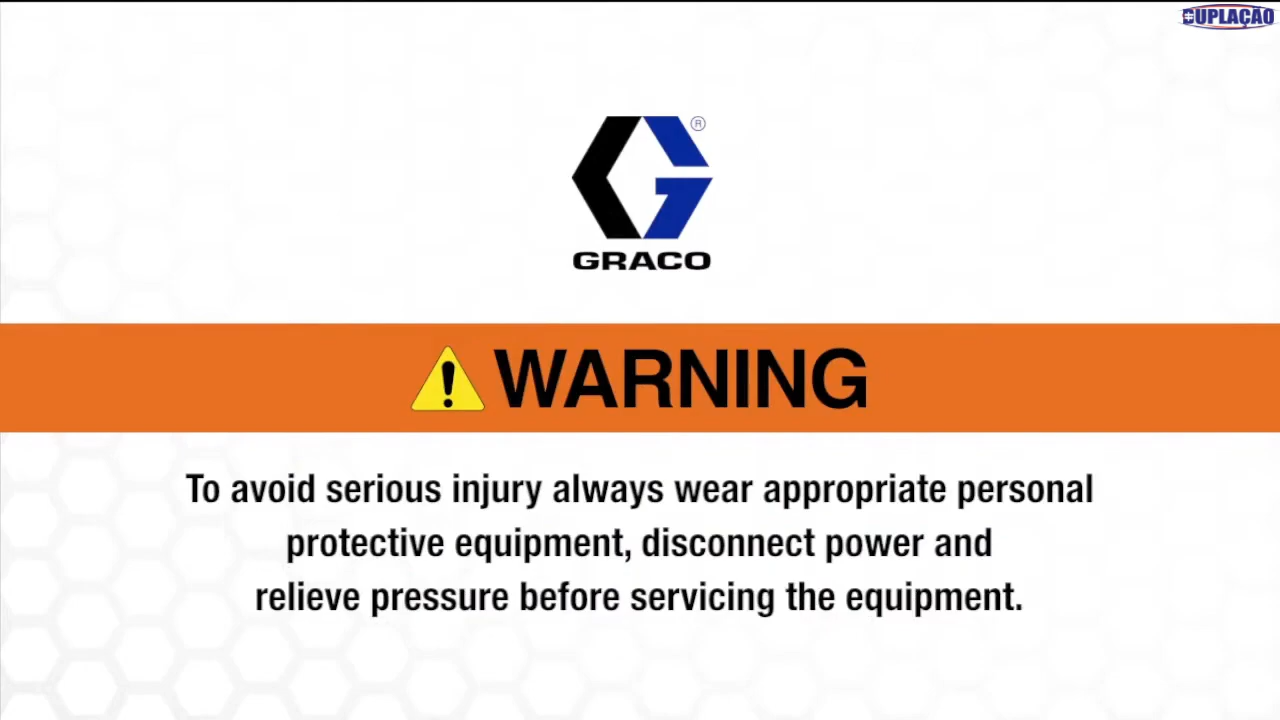 DUPLAÇÃO
®
GRACO
WARNING
To avoid serious injury always wear appropriate personal
protective equipment, disconnect power and
relieve pressure before servicing the equipment.